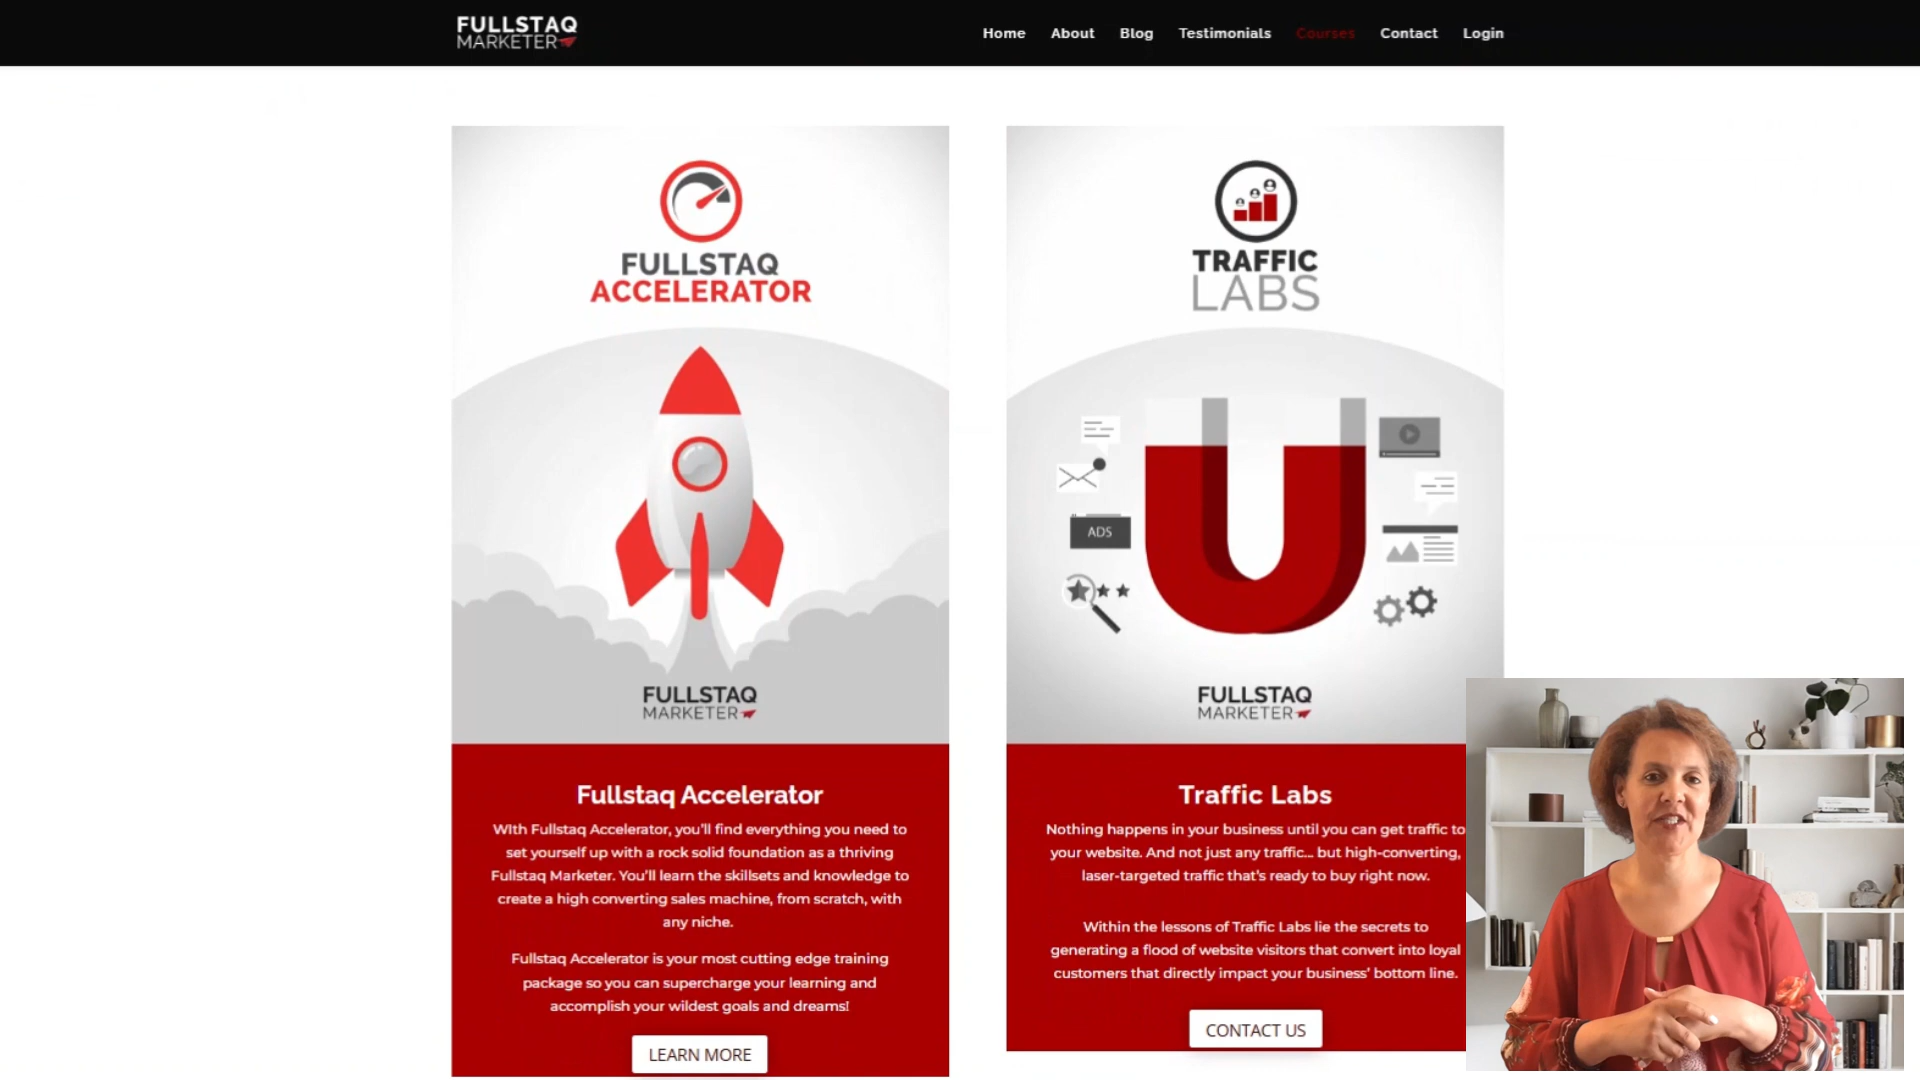 FULLSTAQ
MARKETER
Home About Blog Testimonials Courses Contact Login
FULLSTAQ
ACCELERATOR
FULLSTAQ
MARKETER
Fullstaq Accelerator
WIth Fullstaq Accelerator, you'll find everything you need to
set yourself up with a rock solid foundation as a thriving
Fullstaq Marketer. You'll learn the skillsets and knowledge to
create a high converting sales machine, from scratch, with
any niche.
Fullstaq Accelerator is your most cutting edge training
package so you can supercharge your learning and
accomplish your wildest goals and dreams!
LEARN MORE
TRAFFIC
LABS
ADS
FULLSTAQ
MARKETER
Traffic Labs
Nothing happens in your business until you can get traffic to
your website. And not just any traffic... but high-converting,
laser-targeted traffic that's ready to buy right now.
Within the lessons of Traffic Labs lie the secrets to
generating a flood of website visitors that convert into loyal
customers that directly impact your business' bottom line.
CONTACT US